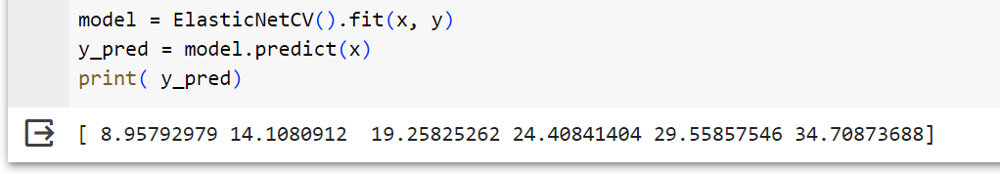 model = ElasticNetCV().fit(x, y)
y_pred = model.predict(x)
print( y_pred)
[ 8.95792979 14.1080912  19.25825262 24.40841404 29.55857546 34.70873688]